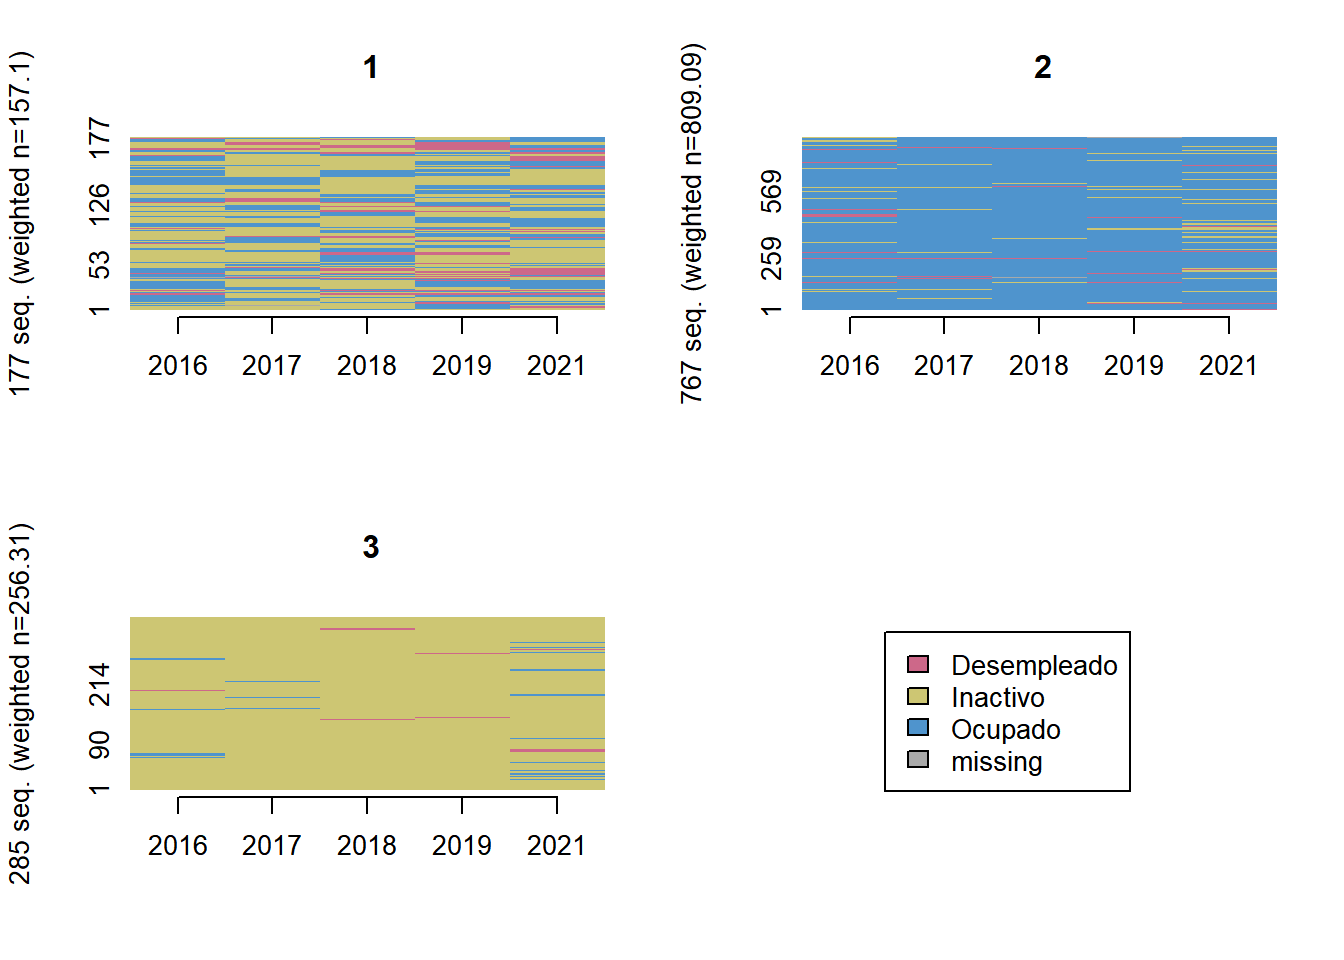 1
177 seq. (weighted n=157.1)
177
126
53
1
2016 2017 2018 2019 2021
2
767 seq. (weighted n=809.09)
569
259
1
2016 2017 2018 2019 2021
3
285 seq. (weighted n=256.31)
214
90
1
2016 2017 2018 2019 2021
Desempleado
Inactivo
Ocupado
missing